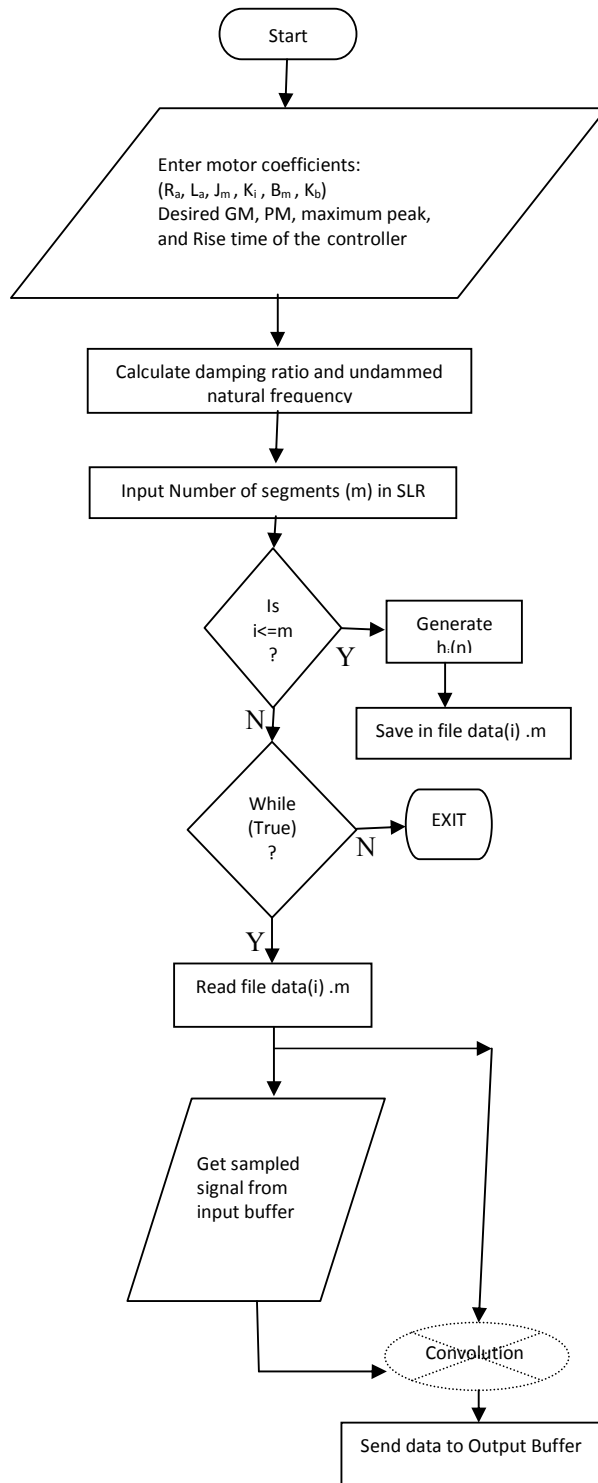 Start
Enter motor coefficients:
(Rₐ, Lₐ, Jₘ , Kᵢ , Bₘ , K_b)
Desired GM, PM, maximum peak,
and Rise time of the controller
Calculate damping ratio and undammed
natural frequency
Input Number of segments (m) in SLR
Is
i<=m
?
Y
Generate
hᵢ(n)
N
Save in file data(i) .m
While
(True)
?
EXIT
N
Y
Read file data(i) .m
Get sampled
signal from
input buffer
Convolution
Send data to Output Buffer